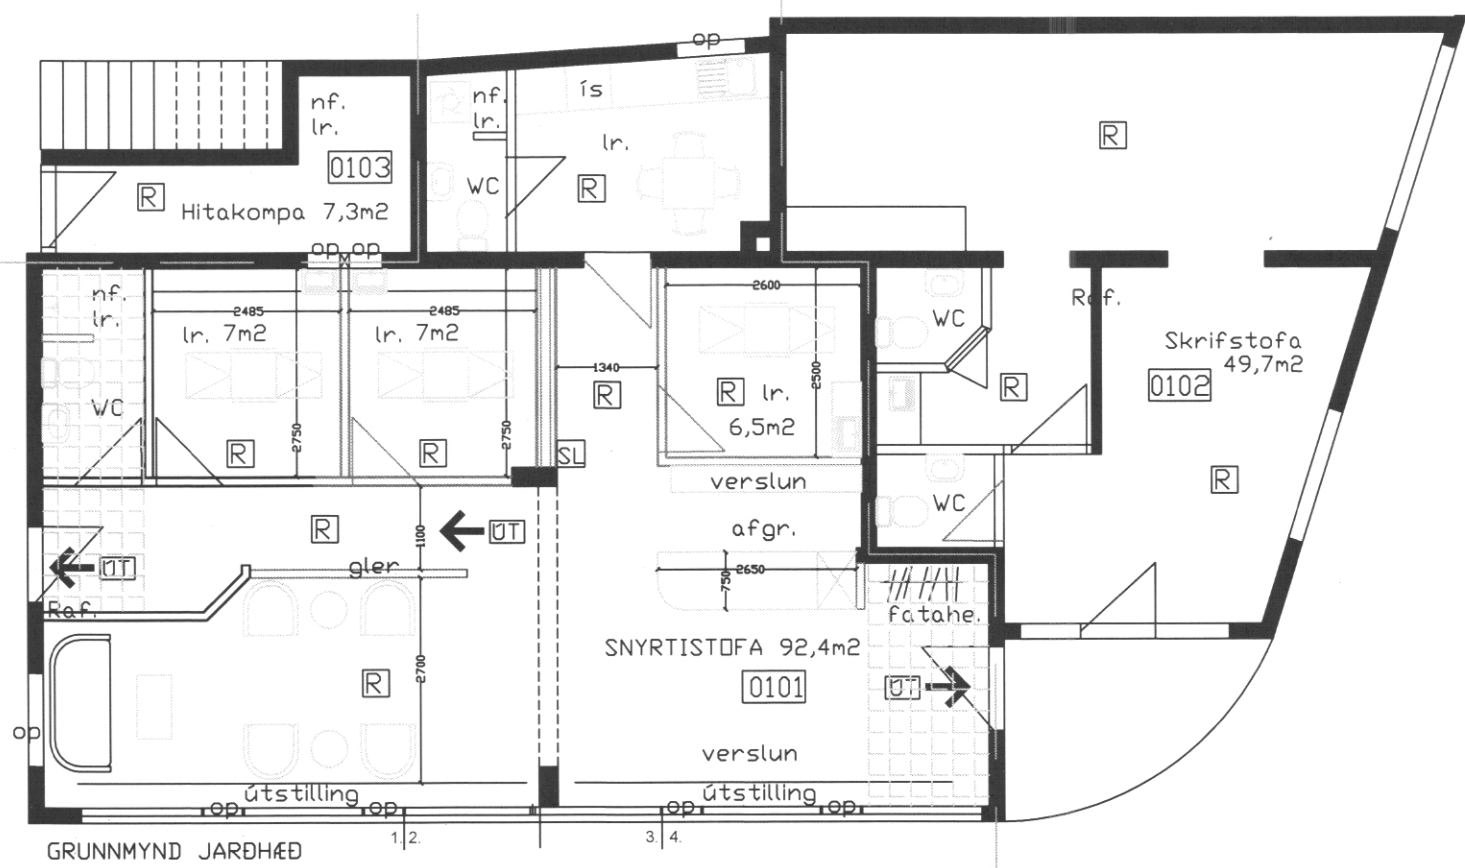 op
nf.
lr.
0103
R
Hitakompa 7,3m2
op op
nf.
lr.
WC
ís
lr.
R
R
nf.
lr.
WC
2485
lr. 7m2
2750
R
2485
lr. 7m2
2750
R
1340
R
SL
2600
2500
R
lr.
6,5m2
verslun
afgr.
2650
750
WC
R
WC
Raf.
Skrifstofa
49,7m2
0102
R
R
1100
ÚT
ÚT
gler
Raf.
R
2700
op
SNYRTISTOFA 92,4m2
0101
fatahe.
ÚT
verslun
útstilling
útstilling
op
op
op
op
1. 2.
3. 4.
GRUNNMYND JARÐHÆÐ